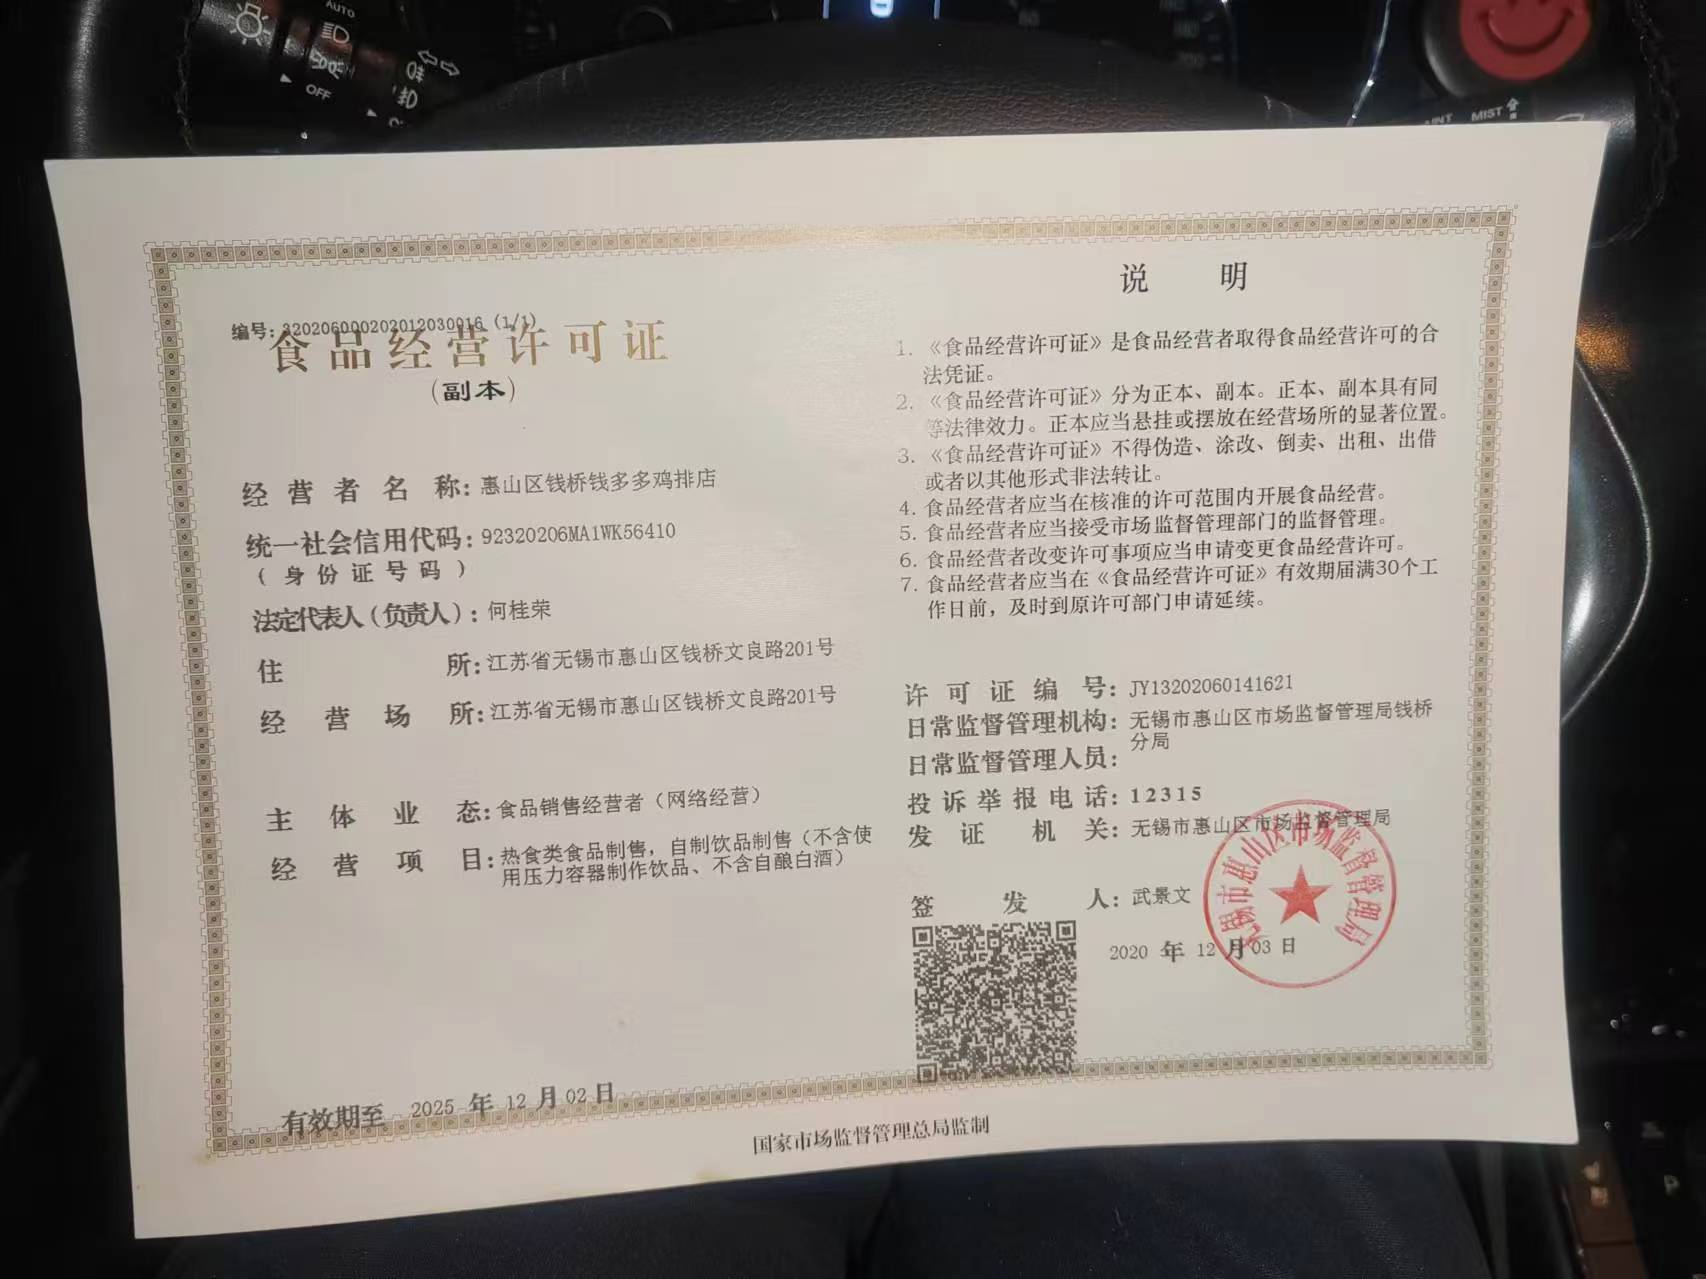 AUTO
OFF
MIST
编号：320206000202012030016 (1/1)
食品经营许可证
（副本）
经营者名称：惠山区钱桥钱多多鸡排店
统一社会信用代码：92320206MA1WK56410
（身份证号码）
法定代表人（负责人）：何桂荣
住所：江苏省无锡市惠山区钱桥文良路201号
经营场所：江苏省无锡市惠山区钱桥文良路201号
主体业态：食品销售经营者（网络经营）
经营项目：热食类食品制售，自制饮品制售（不含使
用压力容器制作饮品、不含自酿白酒）
有效期至 2025 年 12 月 02 日
说明
1. 《食品经营许可证》是食品经营者取得食品经营许可的合
法凭证。
2. 《食品经营许可证》分为正本、副本。正本、副本具有同
等法律效力。正本应当悬挂或摆放在经营场所的显著位置。
3. 《食品经营许可证》不得伪造、涂改、倒卖、出租、出借
或者以其他形式非法转让。
4. 食品经营者应当在核准的许可范围内开展食品经营。
5. 食品经营者应当接受市场监督管理部门的监督管理。
6. 食品经营者改变许可事项应当申请变更食品经营许可。
7. 食品经营者应当在《食品经营许可证》有效期届满30个工
作日前，及时到原许可部门申请延续。
许可证编号：JY13202060141621
日常监督管理机构：无锡市惠山区市场监督管理局钱桥
分局
日常监督管理人员：
投诉举报电话：12315
发证机关：无锡市惠山区市场监督管理局
签发人：武景文
2020 年 12 月 03 日
无锡市惠山区市场监督管理局
国家市场监督管理总局监制
P